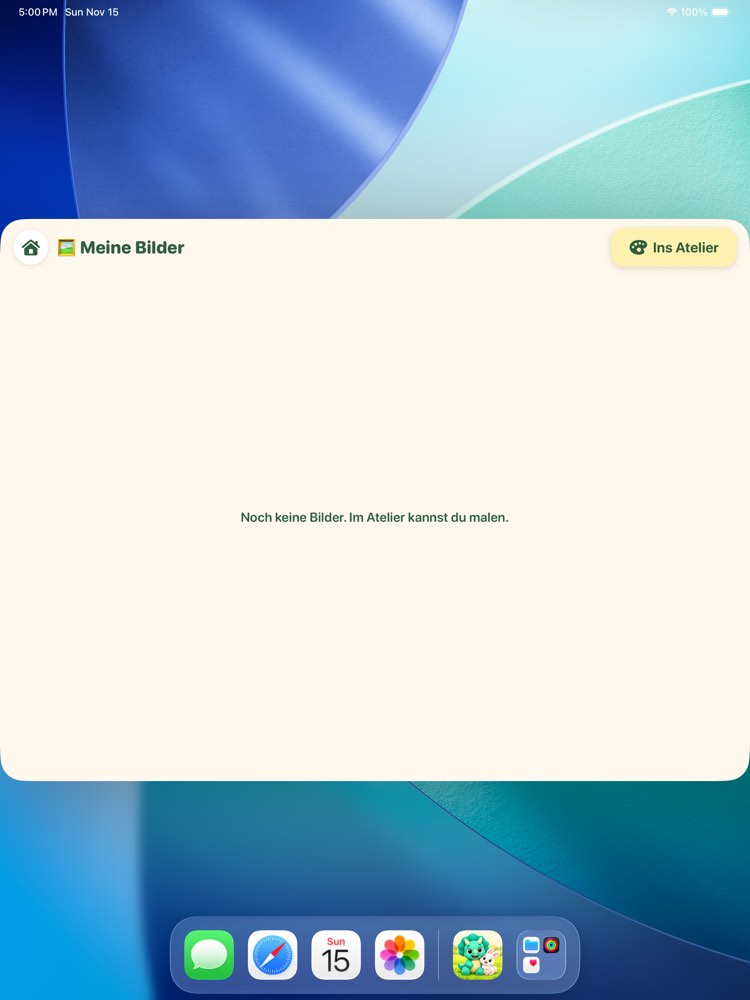 5:00 PM Sun Nov 15
100%
Meine Bilder
Ins Atelier
Noch keine Bilder. Im Atelier kannst du malen.
Sun
15